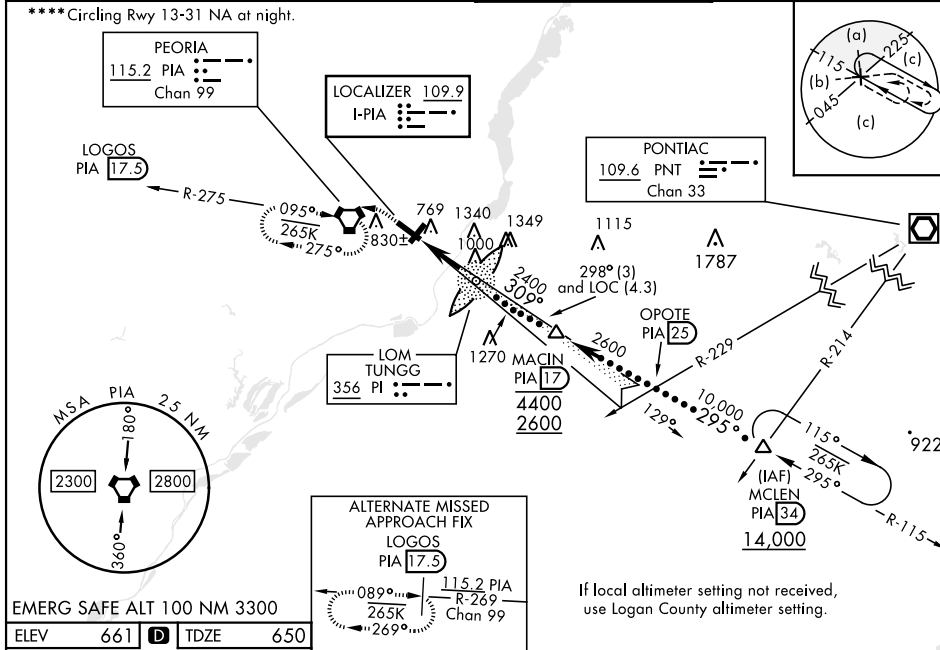 ****Circling Rwy 13-31 NA at night.
PEORIA
115.2 PIA
Chan 99
LOCALIZER 109.9
I-PIA
(a)
(c)
(b)
(c)
115
225
045
LOGOS
PIA 17.5
R-275
095°
265K
275°
PONTIAC
109.6 PNT
Chan 33
830±
769
1340
1000
1349
1115
1787
2400
309°
298° (3)
and LOC (4.3)
OPOTE
PIA 25
R-229
R-214
LOM
TUNGG
356 PI
1270
MACIN
PIA 17
4400
2600
2600
129°
10,000
295°
115°
265K
295°
922
(IAF)
MCLEN
PIA 34
14,000
R-115
MSA PIA 25 NM
180°
2300
2800
360°
ALTERNATE MISSED
APPROACH FIX
LOGOS
PIA 17.5
089°
265K
269°
115.2 PIA
R-269
Chan 99
If local altimeter setting not received,
use Logan County altimeter setting.
EMERG SAFE ALT 100 NM 3300
ELEV 661 D TDZE 650